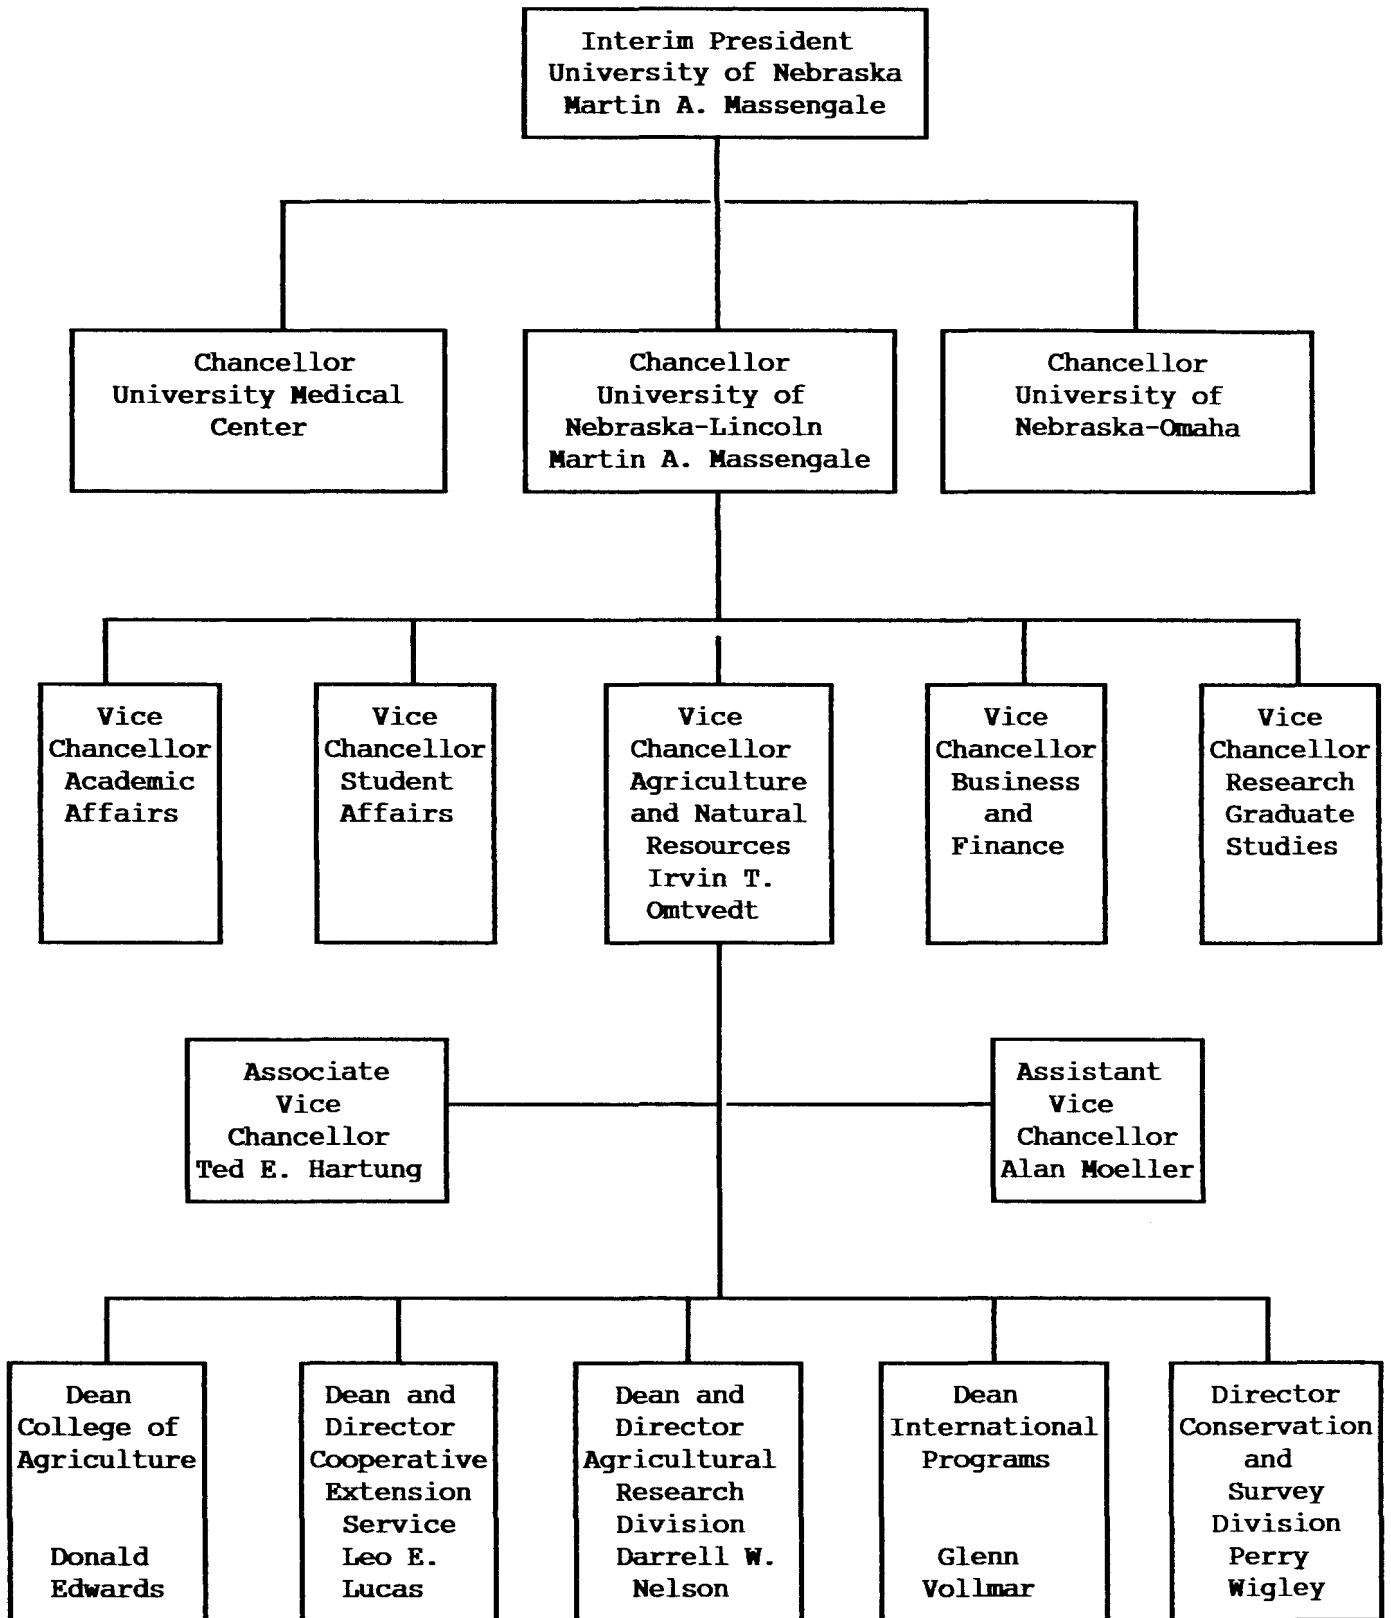 Interim President
University of Nebraska
Martin A. Massengale
Chancellor
University Medical
Center
Chancellor
University of
Nebraska-Lincoln
Martin A. Massengale
Chancellor
University of
Nebraska-Omaha
Vice
Chancellor
Academic
Affairs
Vice
Chancellor
Student
Affairs
Vice
Chancellor
Agriculture
and Natural
Resources
Irvin T.
Omtvedt
Vice
Chancellor
Business
and
Finance
Vice
Chancellor
Research
Graduate
Studies
Associate
Vice
Chancellor
Ted E. Hartung
Assistant
Vice
Chancellor
Alan Moeller
Dean
College of
Agriculture
Donald
Edwards
Dean and
Director
Cooperative
Extension
Service
Leo E.
Lucas
Dean and
Director
Agricultural
Research
Division
Darrell W.
Nelson
Dean
International
Programs
Glenn
Vollmar
Director
Conservation
and
Survey
Division
Perry
Wigley